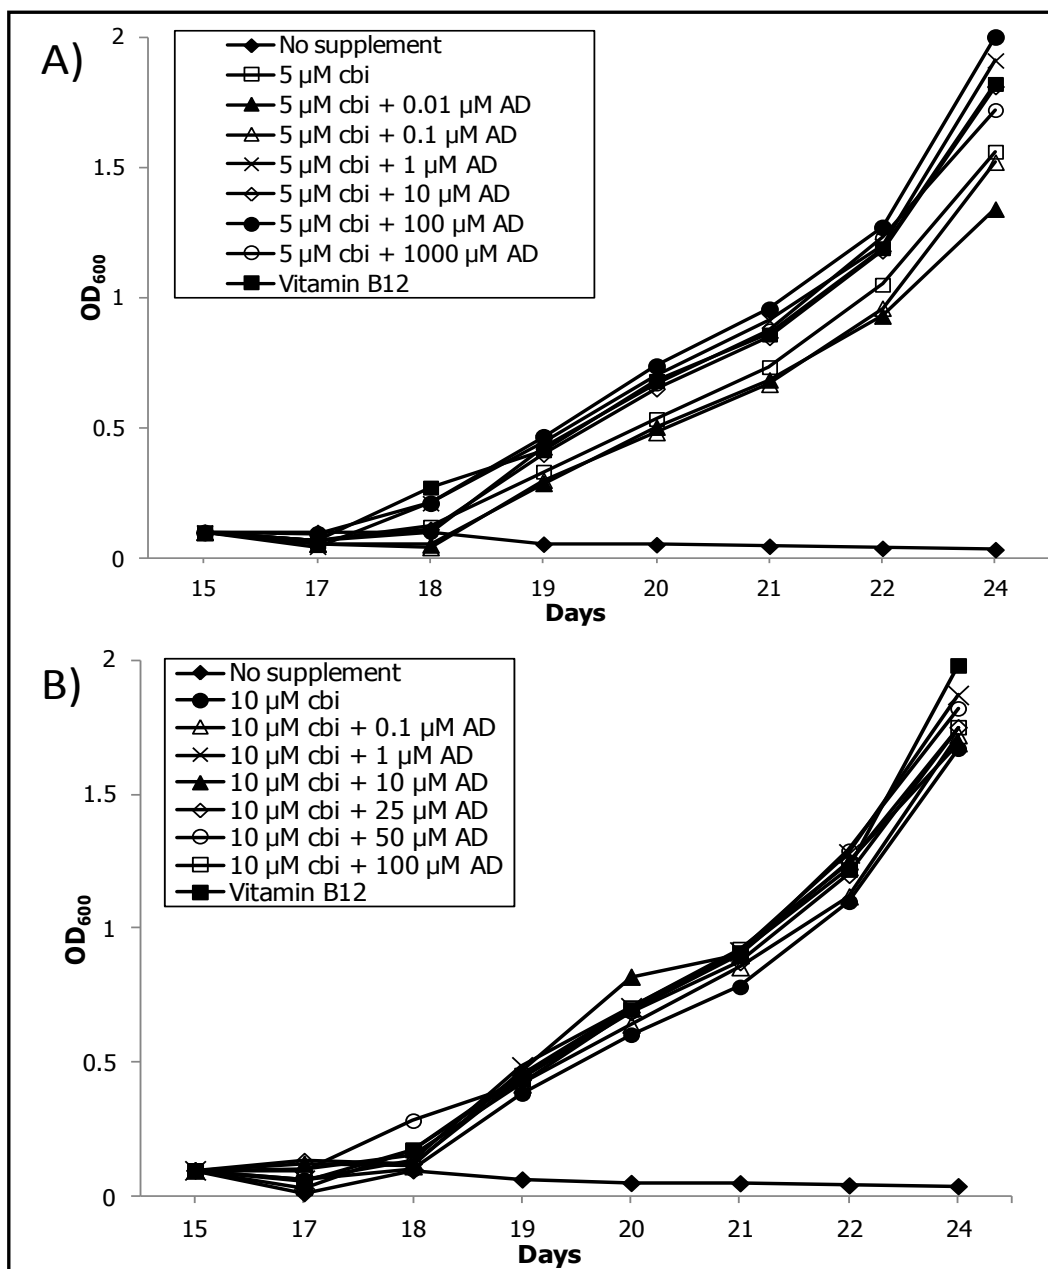 A)
No supplement
5 µM cbi
5 µM cbi + 0.01 µM AD
5 µM cbi + 0.1 µM AD
5 µM cbi + 1 µM AD
5 µM cbi + 10 µM AD
5 µM cbi + 100 µM AD
5 µM cbi + 1000 µM AD
Vitamin B12
2
1.5
1
0.5
0
OD600
15 17 18 19 20 21 22 24
Days
B)
No supplement
10 µM cbi
10 µM cbi + 0.1 µM AD
10 µM cbi + 1 µM AD
10 µM cbi + 10 µM AD
10 µM cbi + 25 µM AD
10 µM cbi + 50 µM AD
10 µM cbi + 100 µM AD
Vitamin B12
2
1.5
1
0.5
0
OD600
15 17 18 19 20 21 22 24
Days